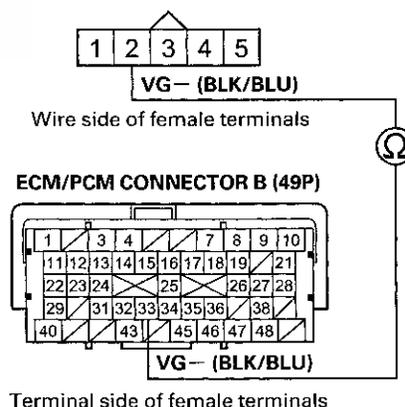 1 2 3 4 5
VG− (BLK/BLU)
Wire side of female terminals
Ω
ECM/PCM CONNECTOR B (49P)
1 3 4 7 8 9 10
11 12 13 14 15 16 17 18 19 21
22 23 24 25 26 27 28
29 31 32 33 34 35 36 38
40 43 45 46 47 48
VG− (BLK/BLU)
Terminal side of female terminals